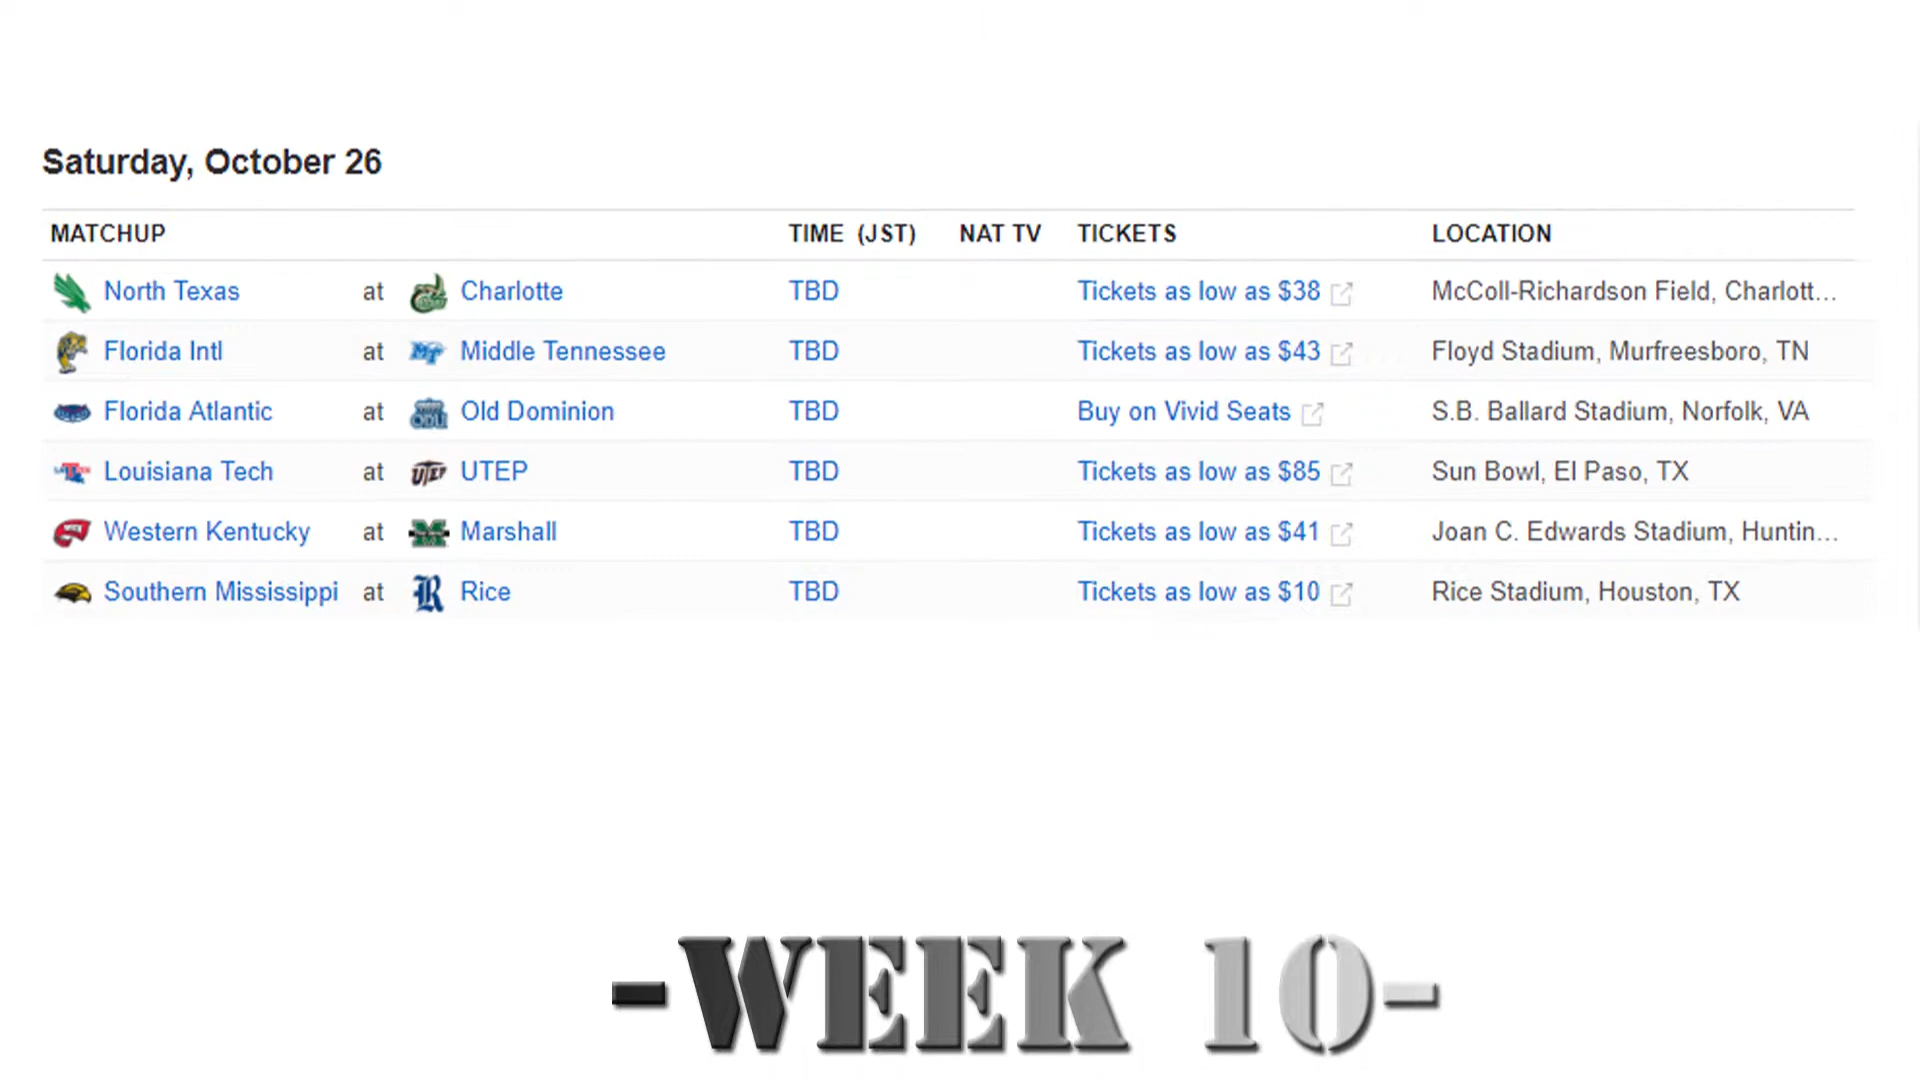 Saturday, October 26
MATCHUP TIME (JST) NAT TV TICKETS LOCATION
North Texas at Charlotte TBD Tickets as low as $38 McColl-Richardson Field, Charlott...
Florida Intl at Middle Tennessee TBD Tickets as low as $43 Floyd Stadium, Murfreesboro, TN
Florida Atlantic at Old Dominion TBD Buy on Vivid Seats S.B. Ballard Stadium, Norfolk, VA
Louisiana Tech at UTEP TBD Tickets as low as $85 Sun Bowl, El Paso, TX
Western Kentucky at Marshall TBD Tickets as low as $41 Joan C. Edwards Stadium, Huntin...
Southern Mississippi at Rice TBD Tickets as low as $10 Rice Stadium, Houston, TX
-WEEK 10-